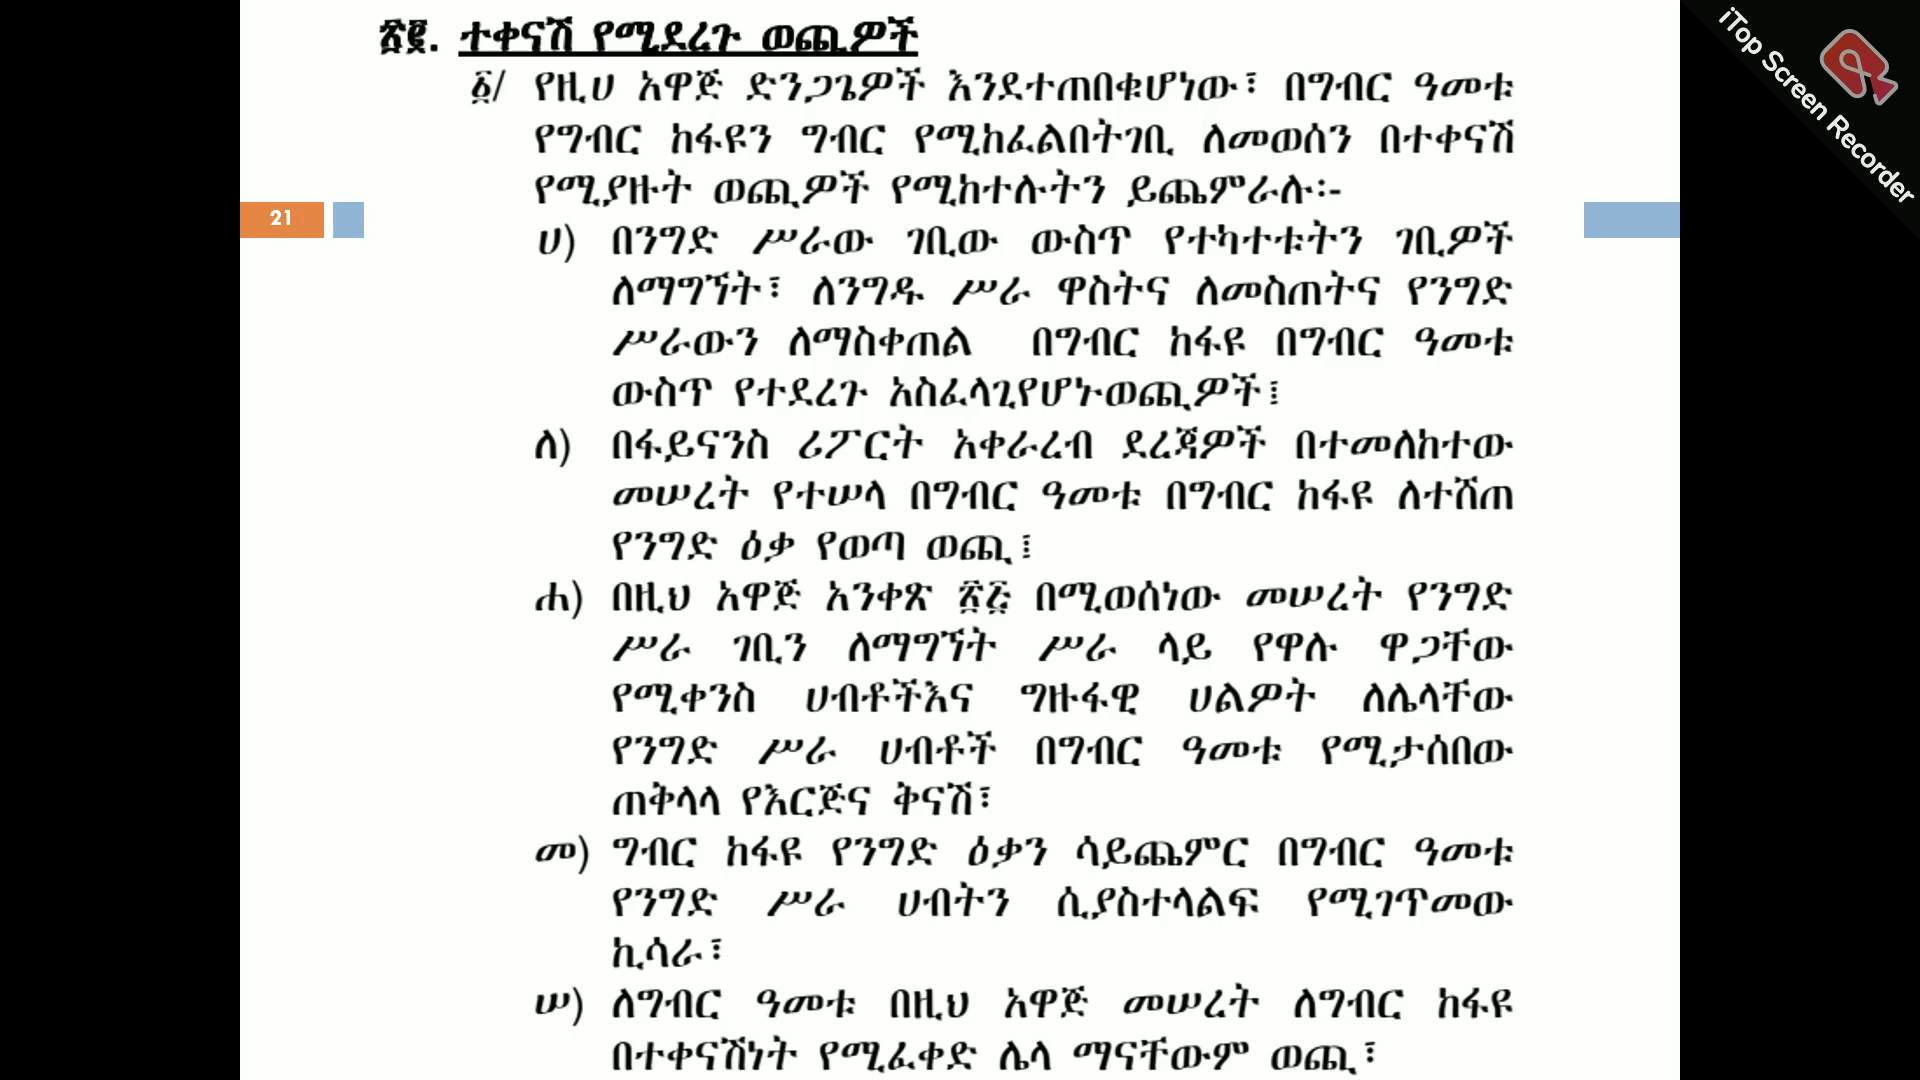 ፳፪. ተቀናሽ የሚደረጉ ወጪዎች
፩/ የዚህ አዋጅ ድንጋጌዎች እንደተጠበቁሆነው፣ በግብር ዓመቱ
የግብር ከፋዩን ግብር የሚከፈልበትገቢ ለመወሰን በተቀናሽ
የሚያዙት ወጪዎች የሚከተሉትን ይጨምራሉ፡-
21
ሀ) በንግድ ሥራው ገቢው ውስጥ የተካተቱትን ገቢዎች
ለማግኘት፣ ለንግዱ ሥራ ዋስትና ለመስጠትና የንግድ
ሥራውን ለማስቀጠል በግብር ከፋዩ በግብር ዓመቱ
ውስጥ የተደረጉ አስፈላጊየሆኑወጪዎች፤
ለ) በፋይናንስ ሪፖርት አቀራረብ ደረጃዎች በተመለከተው
መሠረት የተሠላ በግብር ዓመቱ በግብር ከፋዩ ለተሸጠ
የንግድ ዕቃ የወጣ ወጪ፤
ሐ) በዚህ አዋጅ አንቀጽ ፳፭ በሚወሰነው መሠረት የንግድ
ሥራ ገቢን ለማግኘት ሥራ ላይ የዋሉ ዋጋቸው
የሚቀንስ ሀብቶችእና ግዙፋዊ ሀልዎት ለሌላቸው
የንግድ ሥራ ሀብቶች በግብር ዓመቱ የሚታሰበው
ጠቅላላ የእርጅና ቅናሽ፣
መ) ግብር ከፋዩ የንግድ ዕቃን ሳይጨምር በግብር ዓመቱ
የንግድ ሥራ ሀብትን ሲያስተላልፍ የሚገጥመው
ኪሳራ፣
ሠ) ለግብር ዓመቱ በዚህ አዋጅ መሠረት ለግብር ከፋዩ
በተቀናሽነት የሚፈቀድ ሌላ ማናቸውም ወጪ፣
iTop Screen Recorder